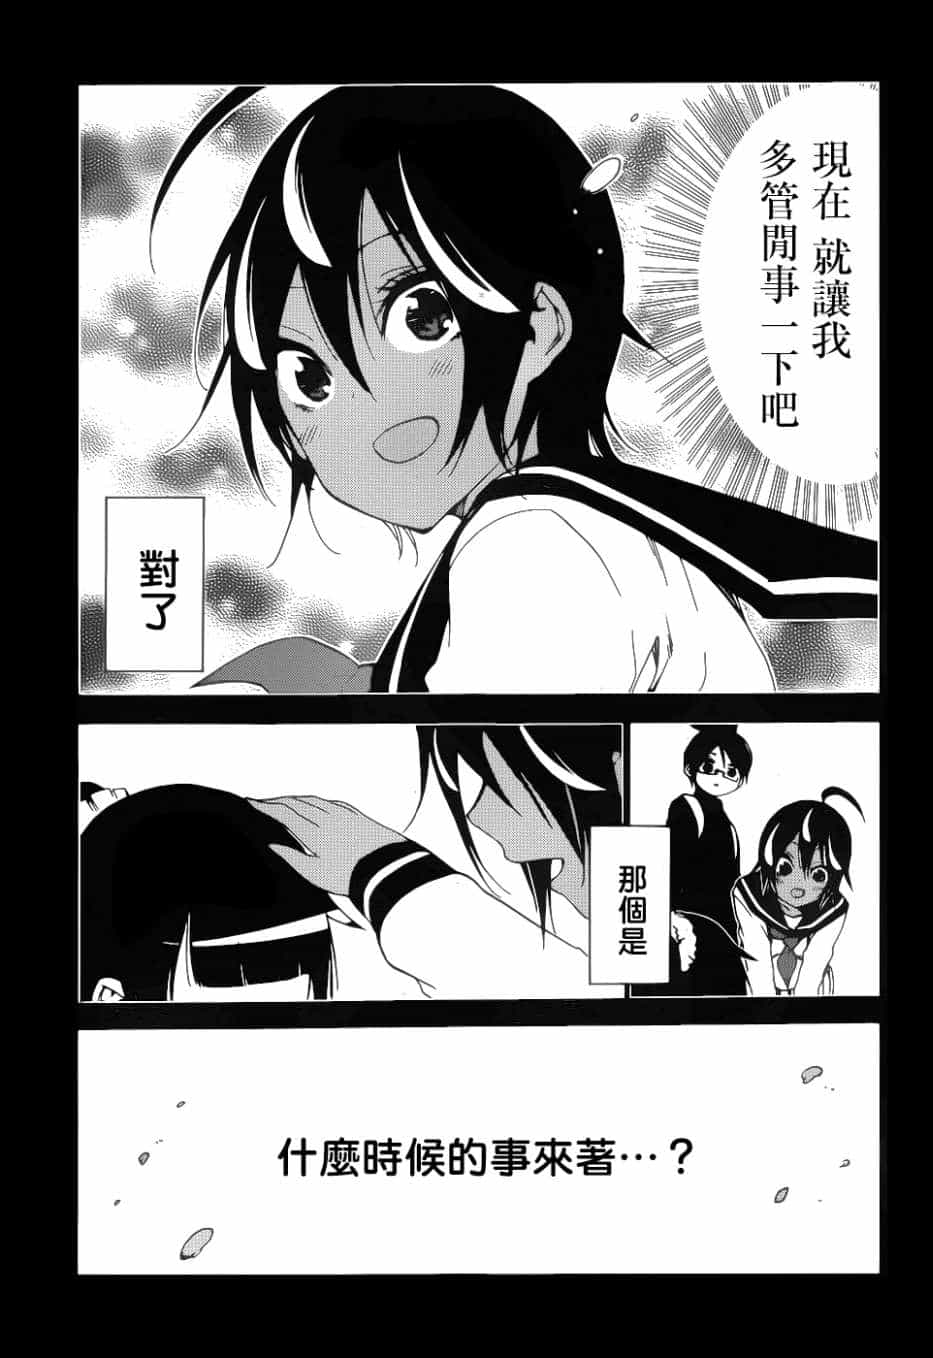 現在 就讓我
多管閒事一下吧
對了
那個是
什麼時候的事來著…？